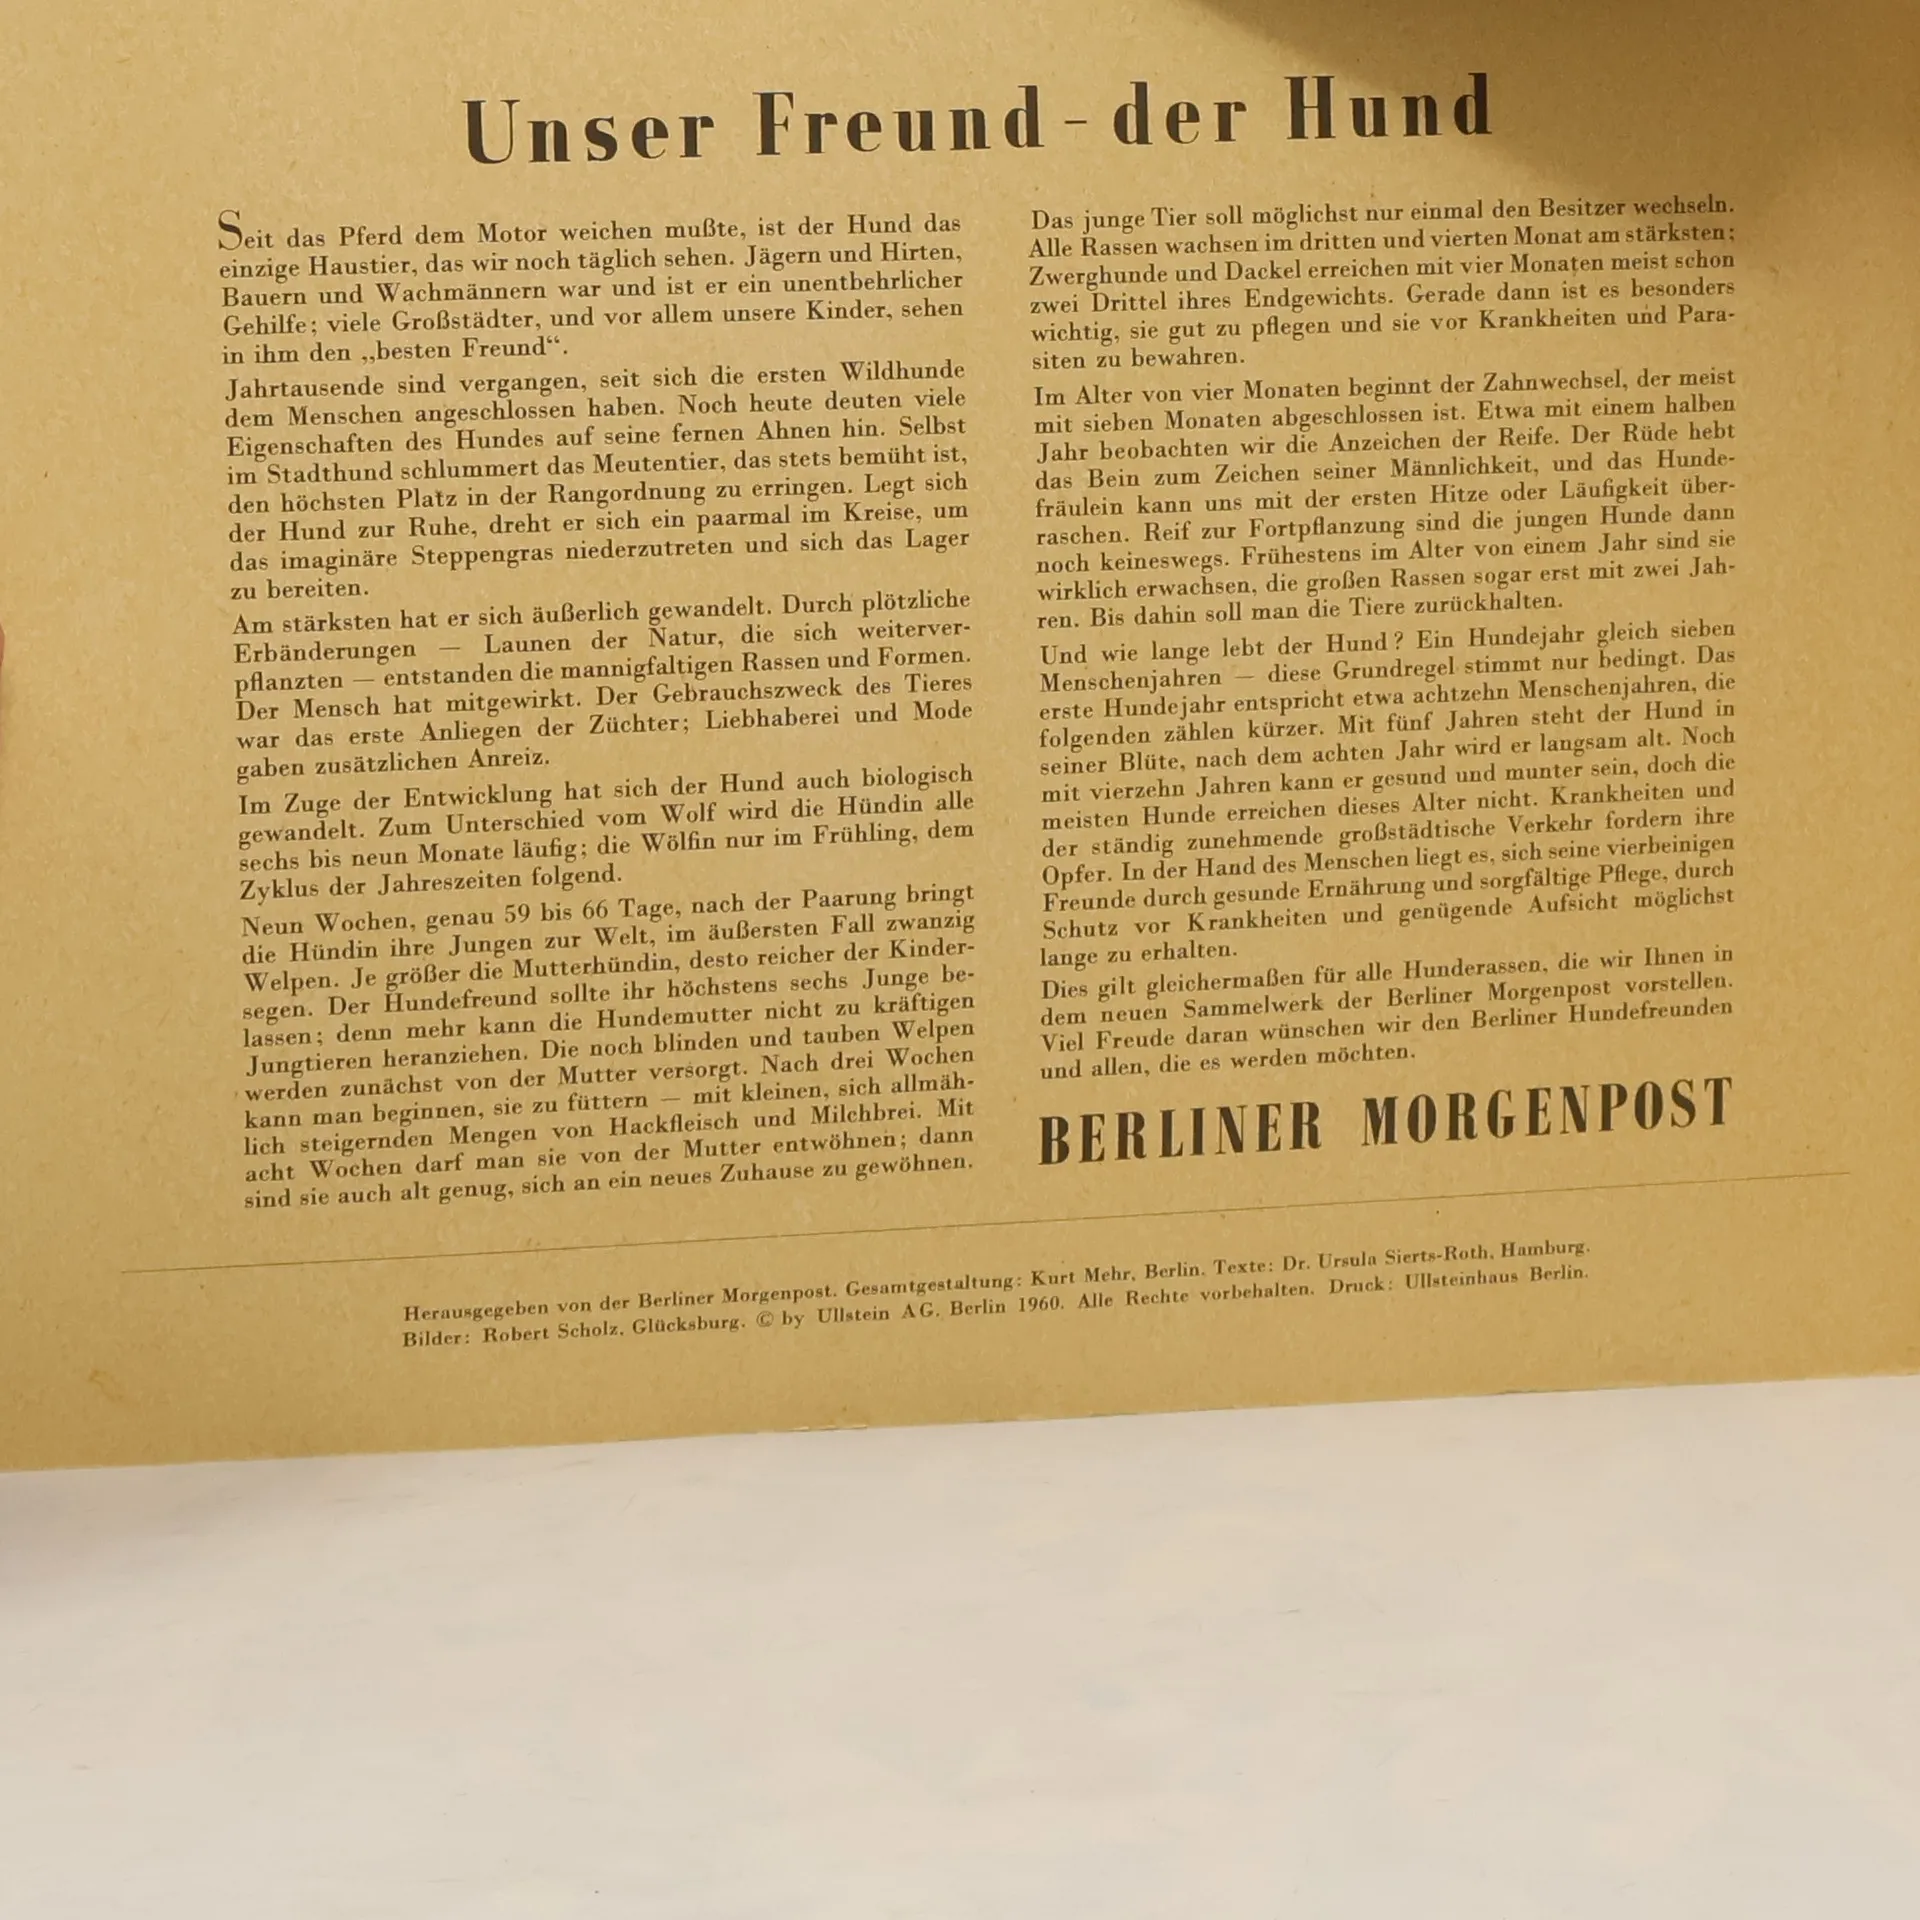 Unser Freund - der Hund
Seit das Pferd dem Motor weichen mußte, ist der Hund das
einzige Haustier, das wir noch täglich sehen. Jägern und Hirten,
Bauern und Wachmännern war und ist er ein unentbehrlicher
Gehilfe; viele Großstädter, und vor allem unsere Kinder, sehen
in ihm den „besten Freund“.
Jahrtausende sind vergangen, seit sich die ersten Wildhunde
dem Menschen angeschlossen haben. Noch heute deuten viele
Eigenschaften des Hundes auf seine fernen Ahnen hin. Selbst
im Stadthund schlummert das Meutentier, das stets bemüht ist,
den höchsten Platz in der Rangordnung zu erringen. Legt sich
der Hund zur Ruhe, dreht er sich ein paarmal im Kreise, um
das imaginäre Steppengras niederzutreten und sich das Lager
zu bereiten.
Am stärksten hat er sich äußerlich gewandelt. Durch plötzliche
Erbänderungen — Launen der Natur, die sich weiterver-
pflanzten — entstanden die mannigfaltigen Rassen und Formen.
Der Mensch hat mitgewirkt. Der Gebrauchszweck des Tieres
war das erste Anliegen der Züchter; Liebhaberei und Mode
gaben zusätzlichen Anreiz.
Im Zuge der Entwicklung hat sich der Hund auch biologisch
gewandelt. Zum Unterschied vom Wolf wird die Hündin alle
sechs bis neun Monate läufig; die Wölfin nur im Frühling, dem
Zyklus der Jahreszeiten folgend.
Neun Wochen, genau 59 bis 66 Tage, nach der Paarung bringt
die Hündin ihre Jungen zur Welt, im äußersten Fall zwanzig
Welpen. Je größer die Mutterhündin, desto reicher der Kinder-
segen. Der Hundefreund sollte ihr höchstens sechs Junge be-
lassen; denn mehr kann die Hundemutter nicht zu kräftigen
Jungtieren heranziehen. Die noch blinden und tauben Welpen
werden zunächst von der Mutter versorgt. Nach drei Wochen
kann man beginnen, sie zu füttern — mit kleinen, sich allmäh-
lich steigernden Mengen von Hackfleisch und Milchbrei. Mit
acht Wochen darf man sie von der Mutter entwöhnen; dann
sind sie auch alt genug, sich an ein neues Zuhause zu gewöhnen.
Das junge Tier soll möglichst nur einmal den Besitzer wechseln.
Alle Rassen wachsen im dritten und vierten Monat am stärksten;
Zwerghunde und Dackel erreichen mit vier Monaten meist schon
zwei Drittel ihres Endgewichts. Gerade dann ist es besonders
wichtig, sie gut zu pflegen und sie vor Krankheiten und Para-
siten zu bewahren.
Im Alter von vier Monaten beginnt der Zahnwechsel, der meist
mit sieben Monaten abgeschlossen ist. Etwa mit einem halben
Jahr beobachten wir die Anzeichen der Reife. Der Rüde hebt
das Bein zum Zeichen seiner Männlichkeit, und das Hunde-
fräulein kann uns mit der ersten Hitze oder Läufigkeit über-
raschen. Reif zur Fortpflanzung sind die jungen Hunde dann
noch keineswegs. Frühestens im Alter von einem Jahr sind sie
wirklich erwachsen, die großen Rassen sogar erst mit zwei Jah-
ren. Bis dahin soll man die Tiere zurückhalten.
Und wie lange lebt der Hund? Ein Hundejahr gleich sieben
Menschenjahren — diese Grundregel stimmt nur bedingt. Das
erste Hundejahr entspricht etwa achtzehn Menschenjahren, die
folgenden zählen kürzer. Mit fünf Jahren steht der Hund in
seiner Blüte, nach dem achten Jahr wird er langsam alt. Noch
mit vierzehn Jahren kann er gesund und munter sein, doch die
meisten Hunde erreichen dieses Alter nicht. Krankheiten und
der ständig zunehmende großstädtische Verkehr fordern ihre
Opfer. In der Hand des Menschen liegt es, sich seine vierbeinigen
Freunde durch gesunde Ernährung und sorgfältige Pflege, durch
Schutz vor Krankheiten und genügende Aufsicht möglichst
lange zu erhalten.
Dies gilt gleichermaßen für alle Hunderassen, die wir Ihnen in
dem neuen Sammelwerk der Berliner Morgenpost vorstellen.
Viel Freude daran wünschen wir den Berliner Hundefreunden
und allen, die es werden möchten.
BERLINER MORGENPOST
Herausgegeben von der Berliner Morgenpost. Gesamtgestaltung: Kurt Mehr, Berlin. Texte: Dr. Ursula Sierts-Roth, Hamburg.
Bilder: Robert Scholz, Glücksburg. © by Ullstein AG. Berlin 1960. Alle Rechte vorbehalten. Druck: Ullsteinhaus Berlin.